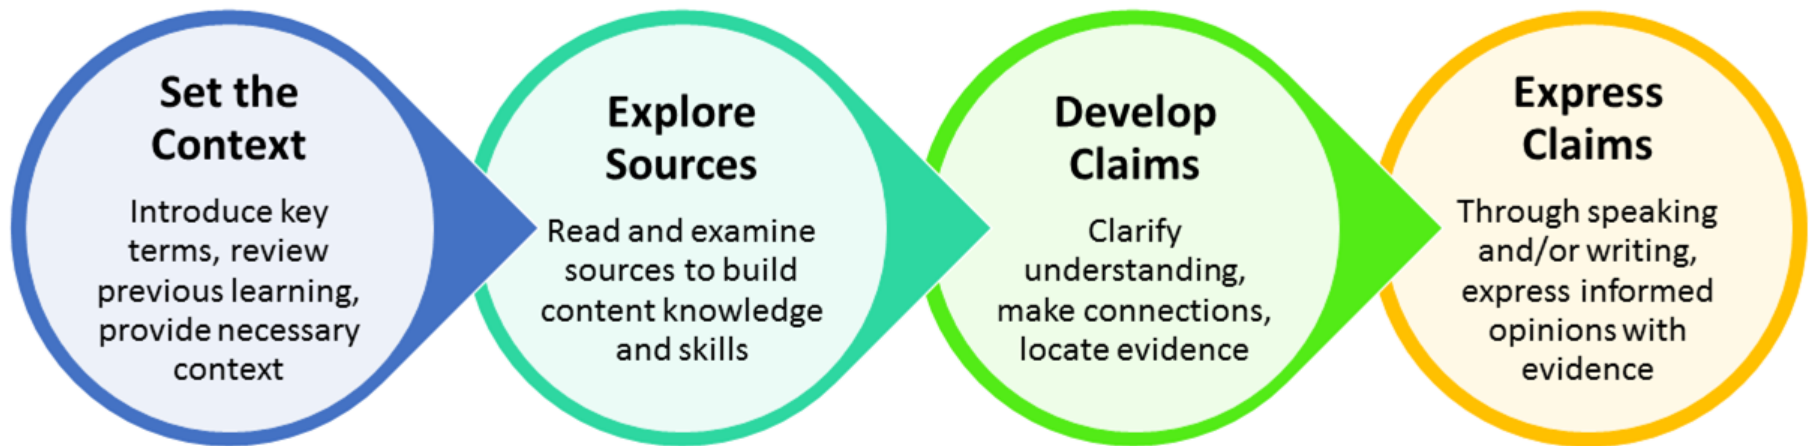 Set the
Context
Introduce key
terms, review
previous learning,
provide necessary
context
Explore
Sources
Read and examine
sources to build
content knowledge
and skills
Develop
Claims
Clarify
understanding,
make connections,
locate evidence
Express
Claims
Through speaking
and/or writing,
express informed
opinions with
evidence